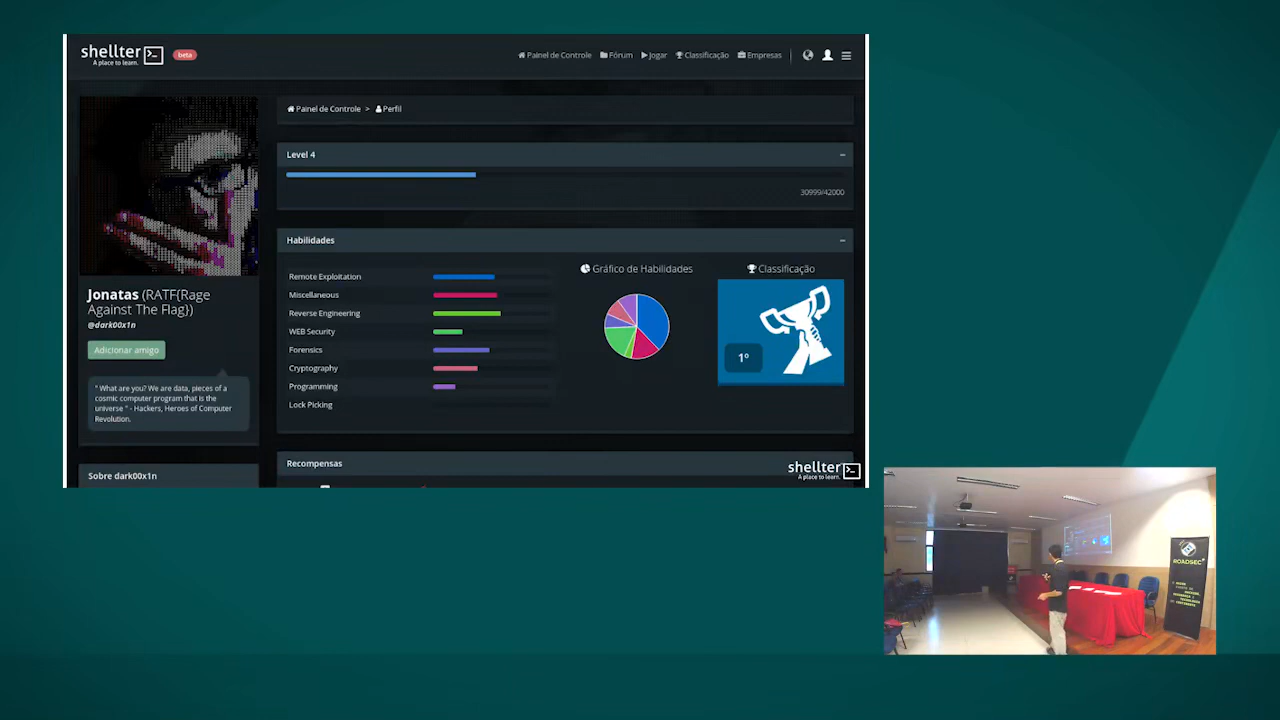 shellter
A place to learn.
beta
Painel de Controle
Fórum
Jogar
Classificação
Empresas
Painel de Controle > Perfil
Level 4
30999/42000
Habilidades
Remote Exploitation
Miscellaneous
Reverse Engineering
WEB Security
Forensics
Cryptography
Programming
Lock Picking
Gráfico de Habilidades
Classificação
1º
Jonatas (RATF{Rage
Against The Flag})
@dark00x1n
Adicionar amigo
" What are you? We are data, pieces of a
cosmic computer program that is the
universe " - Hackers, Heroes of Computer
Revolution.
Sobre dark00x1n
Recompensas
shellter
A place to learn.
ROADSEC